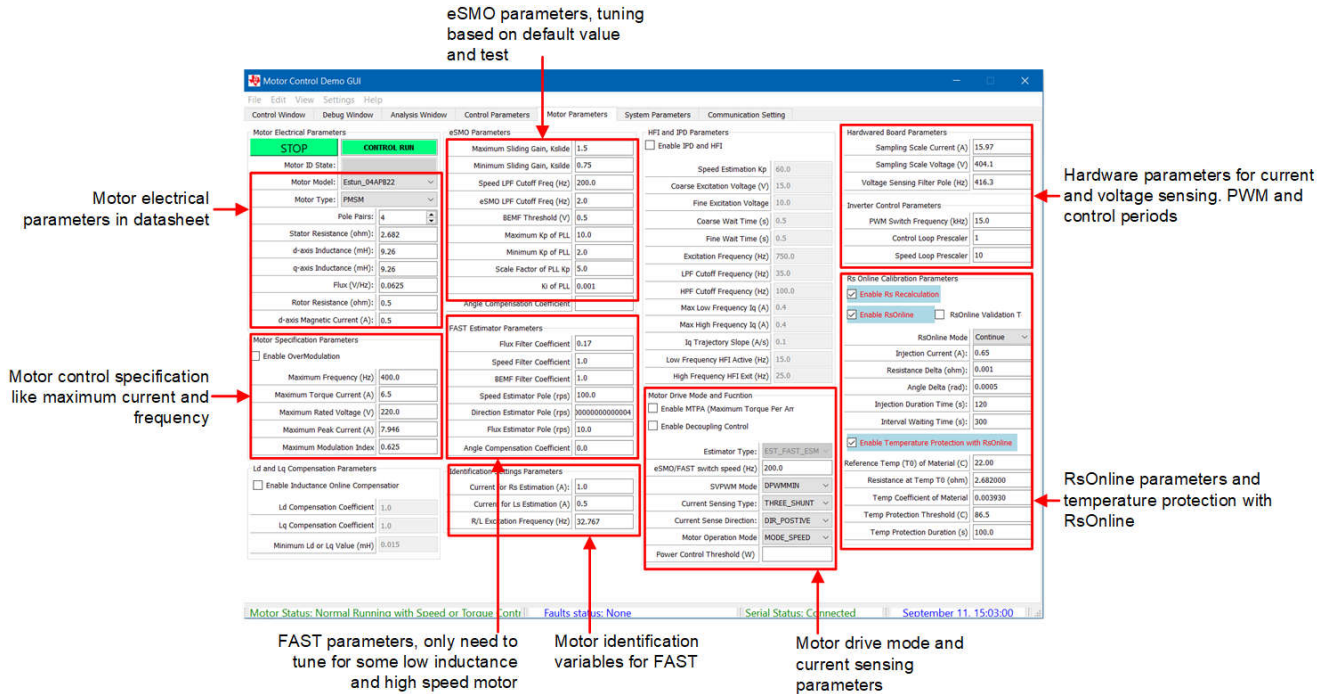 eSMO parameters, tuning
based on default value
and test
Motor Control Demo GUI
File Edit View Settings Help
Control Window Debug Window Analysis Wnidow Control Parameters Motor Parameters System Parameters Communication Setting
Motor Electrical Parameters
STOP CONTROL RUN
Motor ID State:
Motor Model: Estun_04APB22
Motor Type: PMSM
Pole Pairs: 4
Stator Resistance (ohm): 2.682
d-axis Inductance (mH): 9.26
q-axis Inductance (mH): 9.26
Flux (V/Hz): 0.0625
Rotor Resistance (ohm): 0.5
d-axis Magnetic Current (A): 0.5
Motor Specification Parameters
Enable OverModulation
Maximum Frequency (Hz) 400.0
Maximum Torque Current (A) 6.5
Maximum Rated Voltage (V) 220.0
Maximum Peak Current (A) 7.946
Maximum Modulation Index 0.625
Ld and Lq Compensation Parameters
Enable Inductance Online Compensatior
Ld Compensation Coefficient 1.0
Lq Compensation Coefficient 1.0
Minimum Ld or Lq Value (mH) 0.015
eSMO Parameters
Maximum Sliding Gain, Kslide 1.5
Minimum Sliding Gain, Kslide 0.75
Speed LPF Cutoff Freq (Hz) 200.0
eSMO LPF Cutoff Freq (Hz) 2.0
BEMF Threshold (V) 0.5
Maximum Kp of PLL 10.0
Minimum Kp of PLL 2.0
Scale Factor of PLL Kp 5.0
Ki of PLL 0.001
Angle Compensation Coefficient
FAST Estimator Parameters
Flux Filter Coefficient 0.17
Speed Filter Coefficient 1.0
BEMF Filter Coefficient 1.0
Speed Estimator Pole (rps) 100.0
Direction Estimator Pole (rps)
Flux Estimator Pole (rps) 10.0
Angle Compensation Coefficient 0.0
Identification Settings Parameters
Current for Rs Estimation (A): 1.0
Current for Ls Estimation (A) 0.5
R/L Excitation Frequency (Hz) 32.767
HFI and IPD Parameters
Enable IPD and HFI
Speed Estimation Kp 60.0
Coarse Excitation Voltage (V) 15.0
Fine Excitation Voltage 10.0
Coarse Wait Time (s) 0.5
Fine Wait Time (s) 0.5
Excitation Frequency (Hz) 750.0
LPF Cutoff Frequency (Hz) 35.0
HPF Cutoff Frequency (Hz) 100.0
Max Low Frequency Iq (A) 0.4
Max High Frequency Iq (A) 0.4
Iq Trajectory Slope (A/s) 0.1
Low Frequency HFI Active (Hz) 15.0
High Frequency HFI Exit (Hz) 25.0
Motor Drive Mode and Fucntion
Enable MTPA (Maximum Torque Per Am
Enable Decoupling Control
Estimator Type: EST_FAST_ESM
eSMO/FAST switch speed (Hz) 200.0
SVPWM Mode DPWMMIN
Current Sensing Type: THREE_SHUNT
Current Sense Direction: DIR_POSTIVE
Motor Operation Mode MODE_SPEED
Power Control Threshold (W)
Hardwared Board Parameters
Sampling Scale Current (A) 15.97
Sampling Scale Voltage (V) 404.1
Voltage Sensing Filter Pole (Hz) 416.3
Inverter Control Parameters
PWM Switch Frequency (kHz) 15.0
Control Loop Prescaler 1
Speed Loop Prescaler 10
Rs Online Calibration Parameters
Enable Rs Recalculation
Enable RsOnline RsOnline Validation T
RsOnline Mode Continue
Injection Current (A): 0.65
Resistance Delta (ohm): 0.001
Angle Delta (rad): 0.0005
Injection Duration Time (s): 120
Interval Waiting Time (s): 300
Enable Temperature Protection with RsOnline
Reference Temp (T0) of Material (C) 22.00
Resistance at Temp T0 (ohm) 2.682000
Temp Coefficient of Material 0.003930
Temp Protection Threshold (C) 86.5
Temp Protection Duration (s) 100.0
Motor Status: Normal Running with Speed or Torque Contr Faults status: None Serial Status: Connected September 11, 15:03:00
Motor electrical
parameters in datasheet
Motor control specification
like maximum current and
frequency
Hardware parameters for current
and voltage sensing. PWM and
control periods
RsOnline parameters and
temperature protection with
RsOnline
FAST parameters, only need to
tune for some low inductance
and high speed motor
Motor identification
variables for FAST
Motor drive mode and
current sensing
parameters